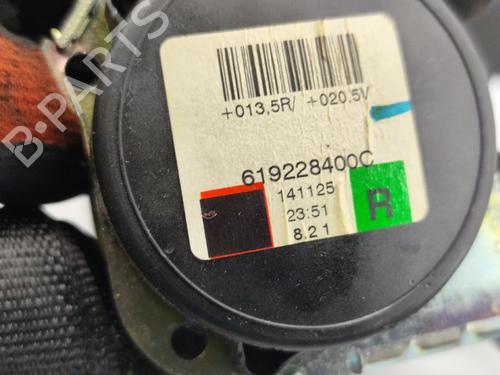 B-PARTS
+013,5R/ +020.5V
619228400C
141125
23:51
8.2 1
R